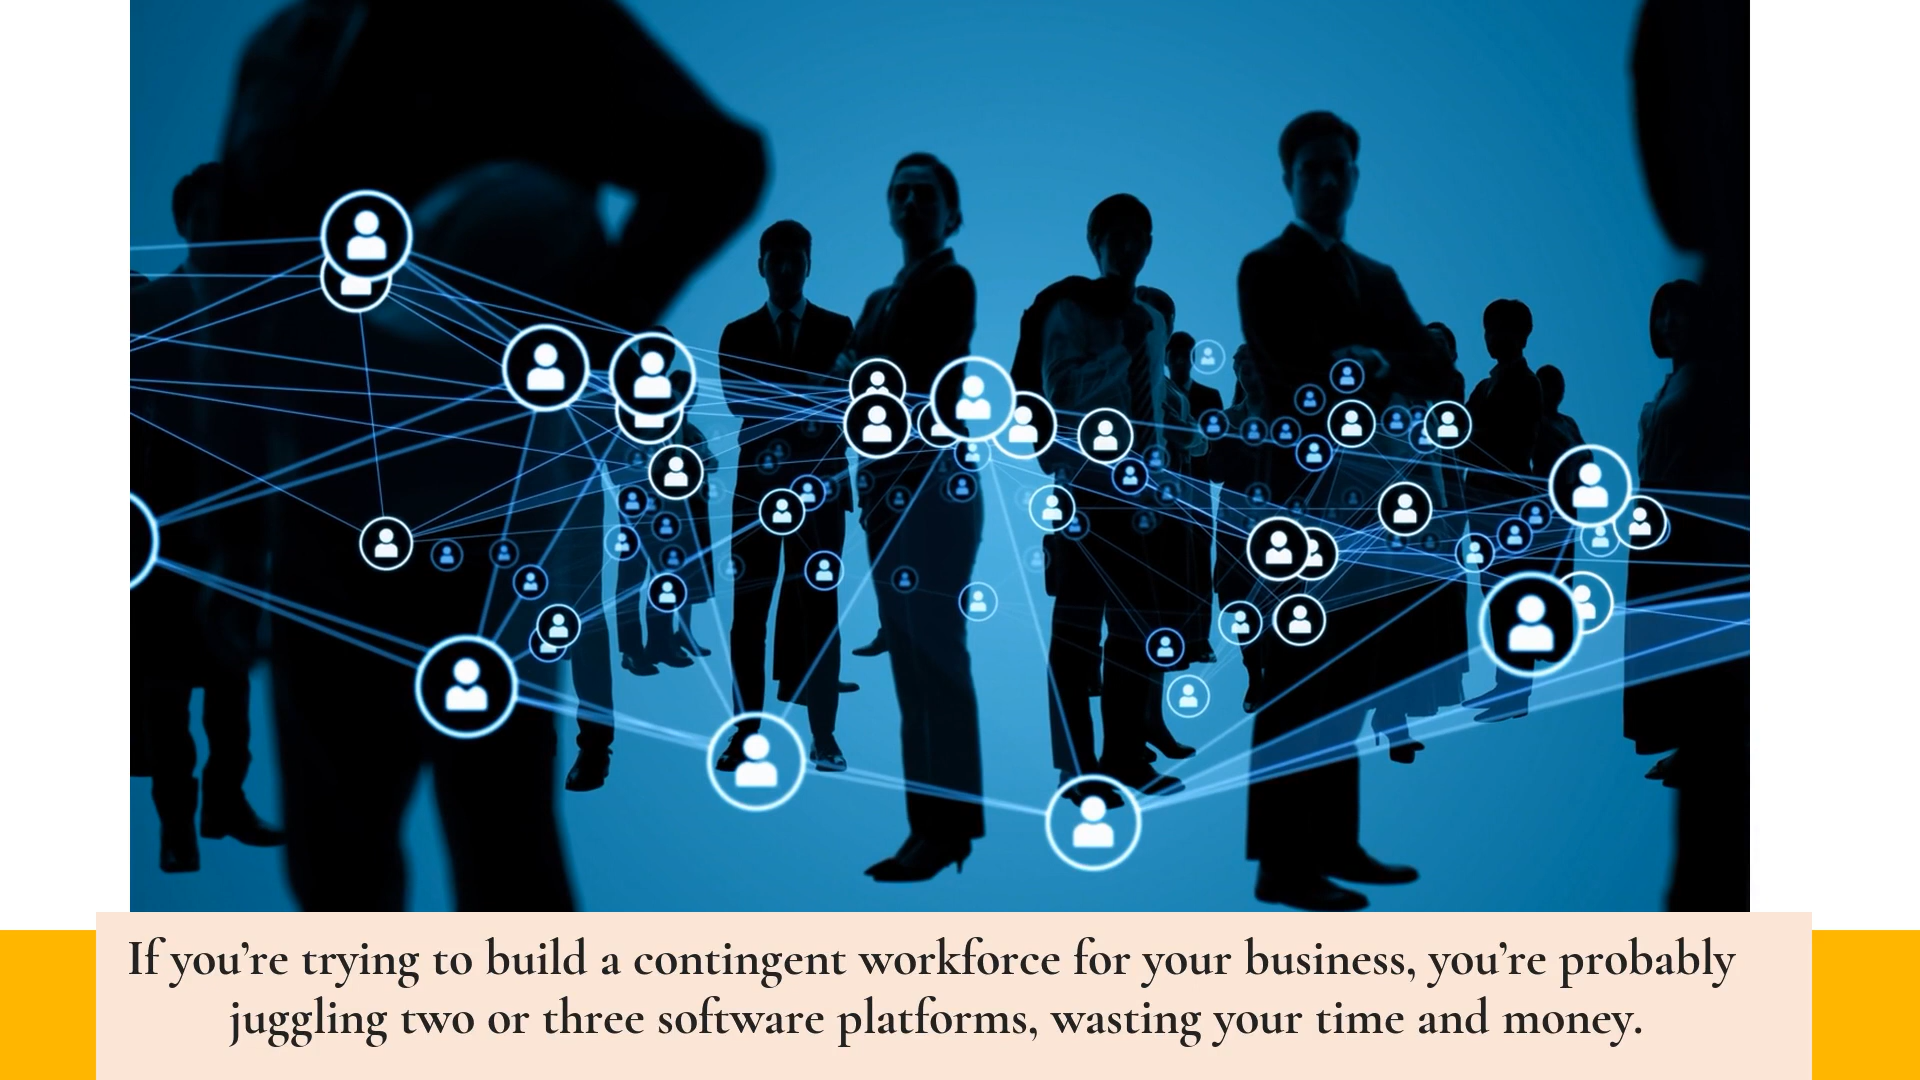 If you’re trying to build a contingent workforce for your business, you’re probably
juggling two or three software platforms, wasting your time and money.